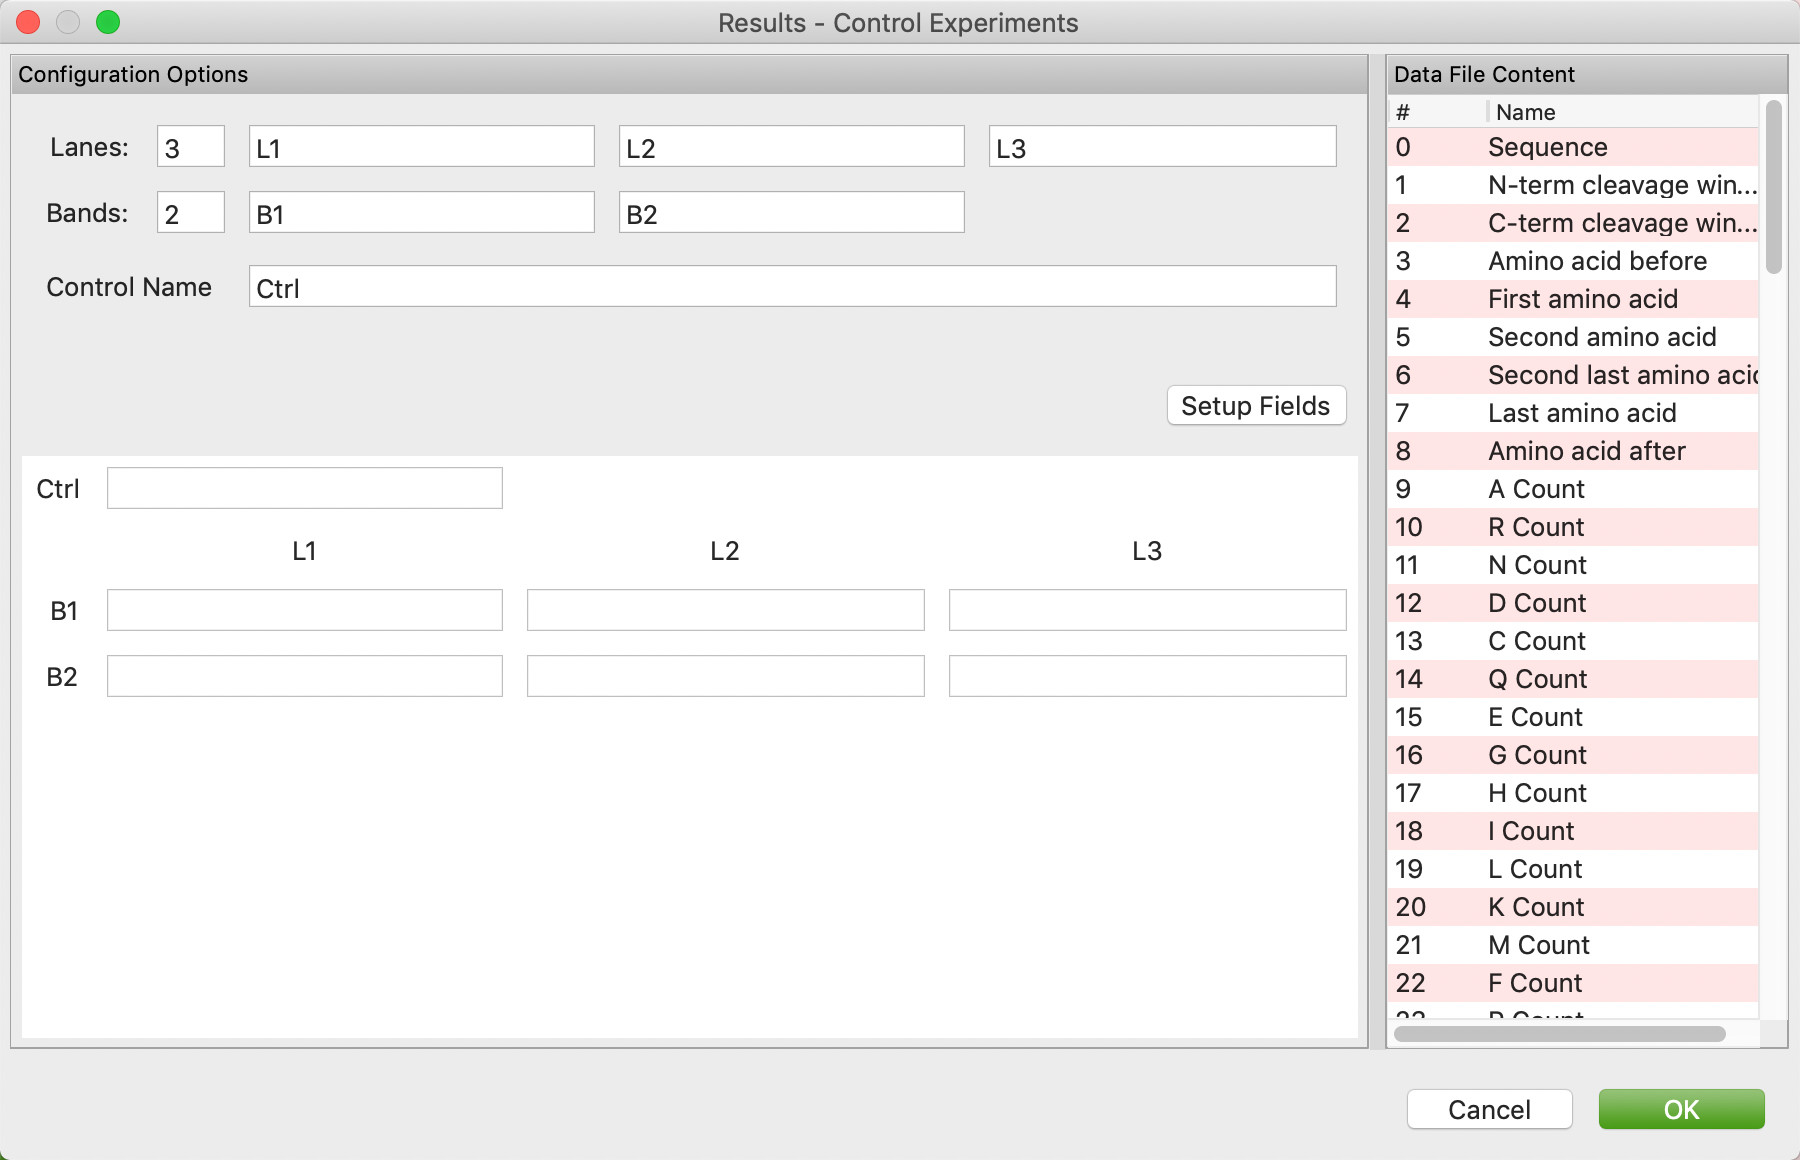 Results - Control Experiments
Configuration Options
Lanes: 3 L1 L2 L3
Bands: 2 B1 B2
Control Name Ctrl
Setup Fields
Ctrl
L1 L2 L3
B1
B2
Data File Content
# Name
0 Sequence
1 N-term cleavage win...
2 C-term cleavage win...
3 Amino acid before
4 First amino acid
5 Second amino acid
6 Second last amino acid
7 Last amino acid
8 Amino acid after
9 A Count
10 R Count
11 N Count
12 D Count
13 C Count
14 Q Count
15 E Count
16 G Count
17 H Count
18 I Count
19 L Count
20 K Count
21 M Count
22 F Count
23 P Count
Cancel OK